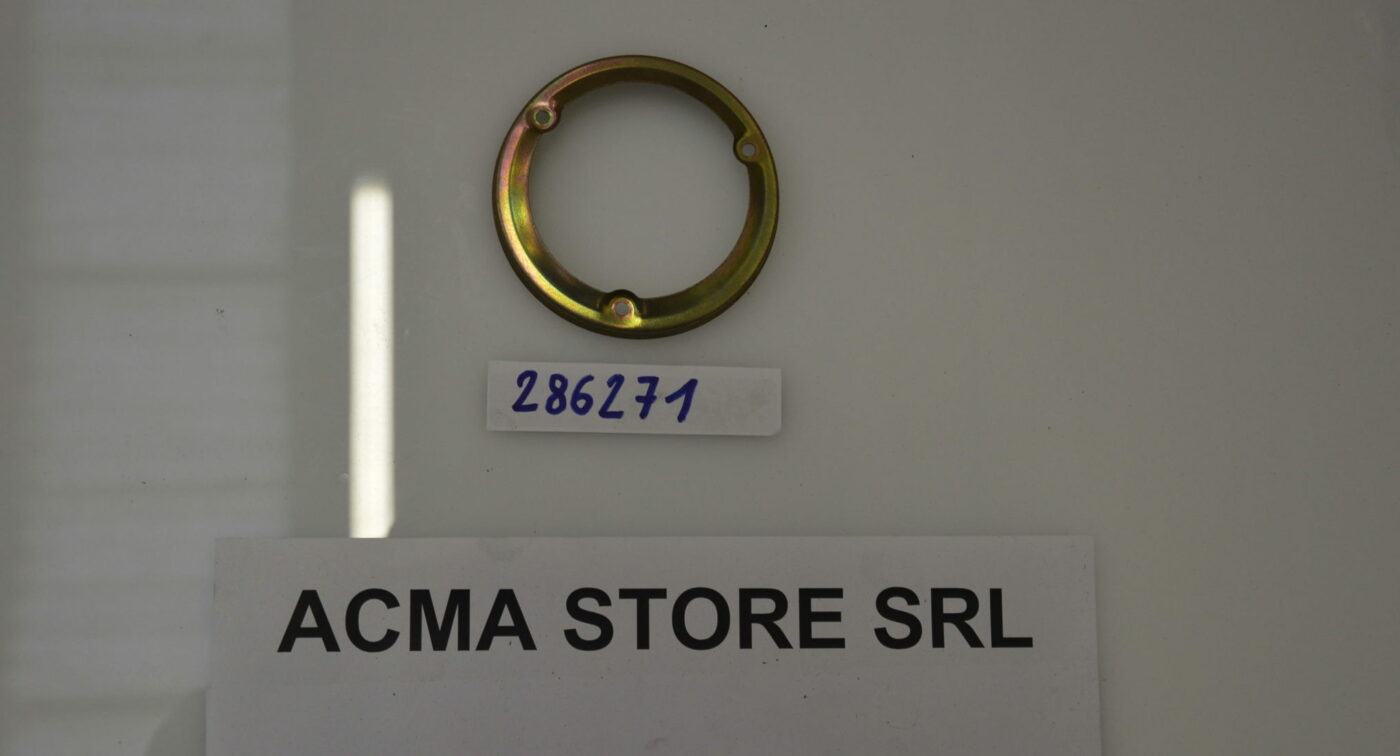 286271
ACMA STORE SRL